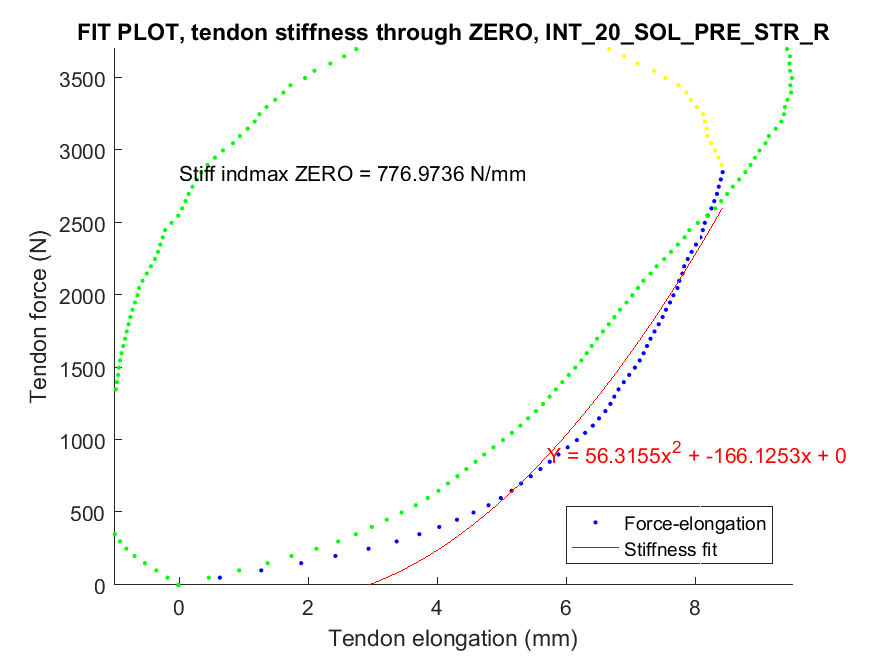 FIT PLOT, tendon stiffness through ZERO, INT_20_SOL_PRE_STR_R
3500
3000
Stiff indmax ZERO = 776.9736 N/mm
2500
2000
1500
1000
500
0
Tendon force (N)
Y = 56.3155x² + -166.1253x + 0
Force-elongation
Stiffness fit
0 2 4 6 8
Tendon elongation (mm)